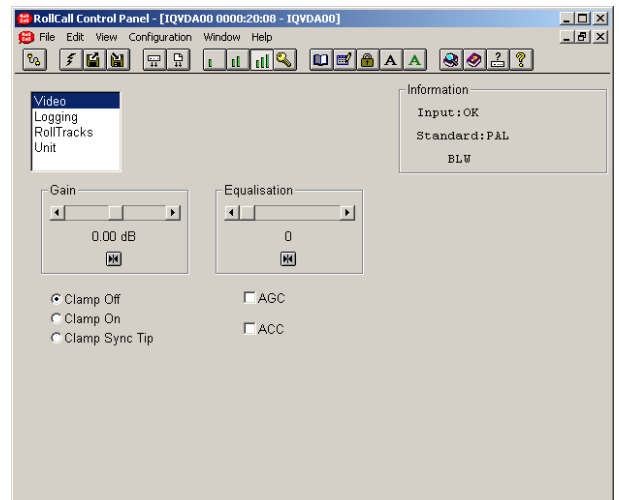 RollCall Control Panel - [IQVDA00 0000:20:08 - IQVDA00]
File Edit View Configuration Window Help
A A
Video
Logging
RollTracks
Unit
Information
Input:OK
Standard:PAL
BLW
Gain
0.00 dB
Equalisation
0
Clamp Off
Clamp On
Clamp Sync Tip
AGC
ACC